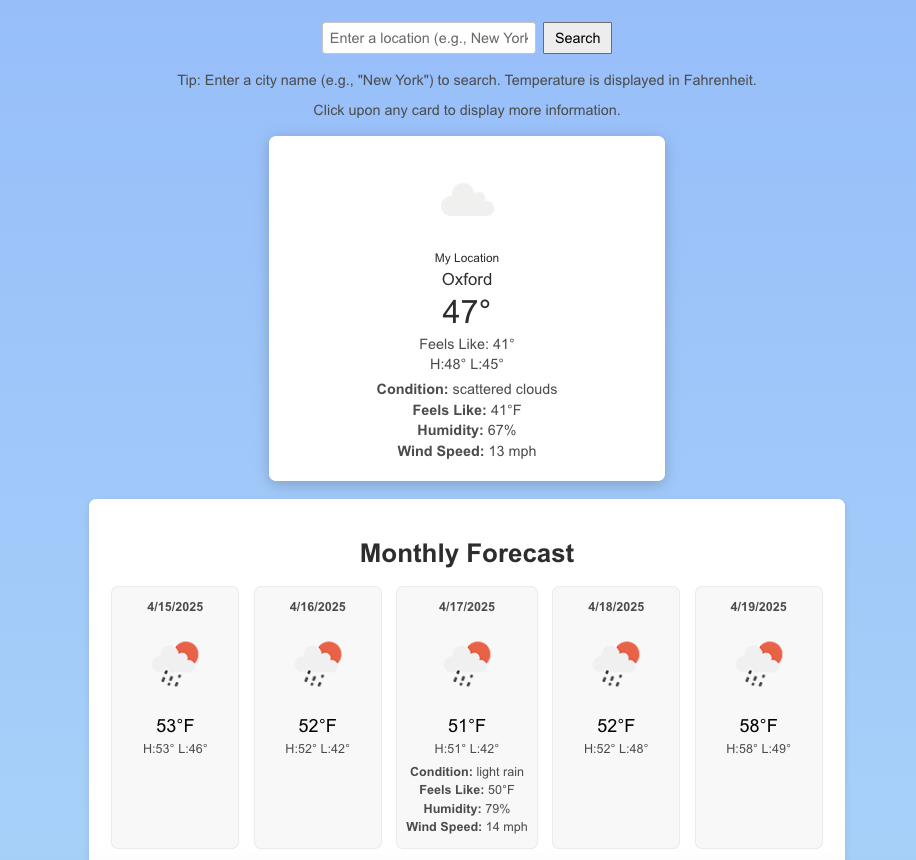 Enter a location (e.g., New York
Search
Tip: Enter a city name (e.g., "New York") to search. Temperature is displayed in Fahrenheit.
Click upon any card to display more information.
My Location
Oxford
47°
Feels Like: 41°
H:48° L:45°
Condition: scattered clouds
Feels Like: 41°F
Humidity: 67%
Wind Speed: 13 mph
Monthly Forecast
4/15/2025
53°F
H:53° L:46°
4/16/2025
52°F
H:52° L:42°
4/17/2025
51°F
H:51° L:42°
Condition: light rain
Feels Like: 50°F
Humidity: 79%
Wind Speed: 14 mph
4/18/2025
52°F
H:52° L:48°
4/19/2025
58°F
H:58° L:49°